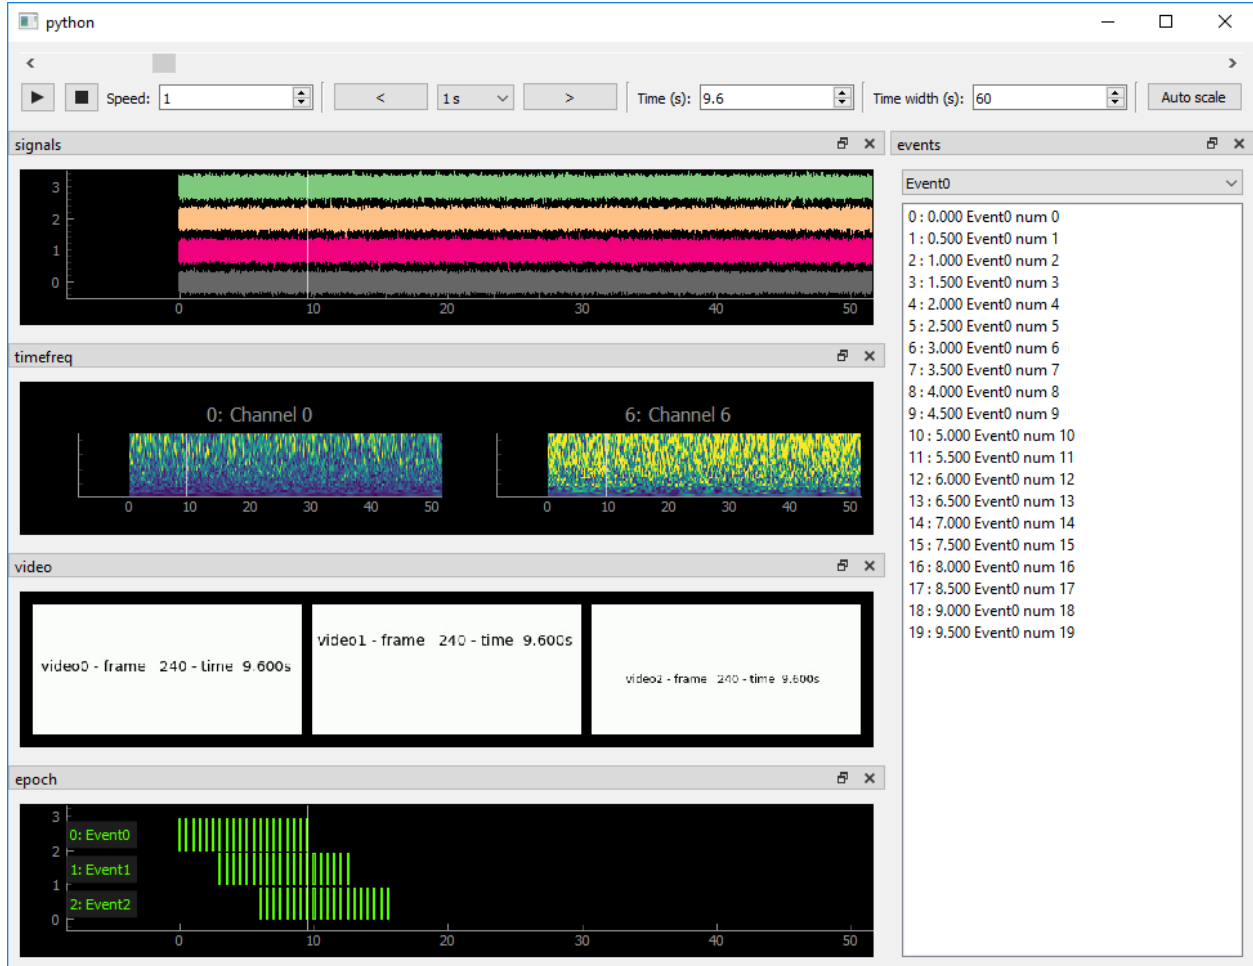 python
Speed: 1 < 1 s > Time (s): 9.6 Time width (s): 60 Auto scale
signals
3
2
1
0
0 10 20 30 40 50
timefreq
0: Channel 0 6: Channel 6
0 10 20 30 40 50 0 10 20 30 40 50
video
video0 - frame 240 - time 9.600s
video1 - frame 240 - time 9.600s
video2 - frame 240 - time 9.600s
epoch
3
0: Event0
2
1: Event1
1
2: Event2
0
0 10 20 30 40 50
events
Event0
0 : 0.000 Event0 num 0
1 : 0.500 Event0 num 1
2 : 1.000 Event0 num 2
3 : 1.500 Event0 num 3
4 : 2.000 Event0 num 4
5 : 2.500 Event0 num 5
6 : 3.000 Event0 num 6
7 : 3.500 Event0 num 7
8 : 4.000 Event0 num 8
9 : 4.500 Event0 num 9
10 : 5.000 Event0 num 10
11 : 5.500 Event0 num 11
12 : 6.000 Event0 num 12
13 : 6.500 Event0 num 13
14 : 7.000 Event0 num 14
15 : 7.500 Event0 num 15
16 : 8.000 Event0 num 16
17 : 8.500 Event0 num 17
18 : 9.000 Event0 num 18
19 : 9.500 Event0 num 19